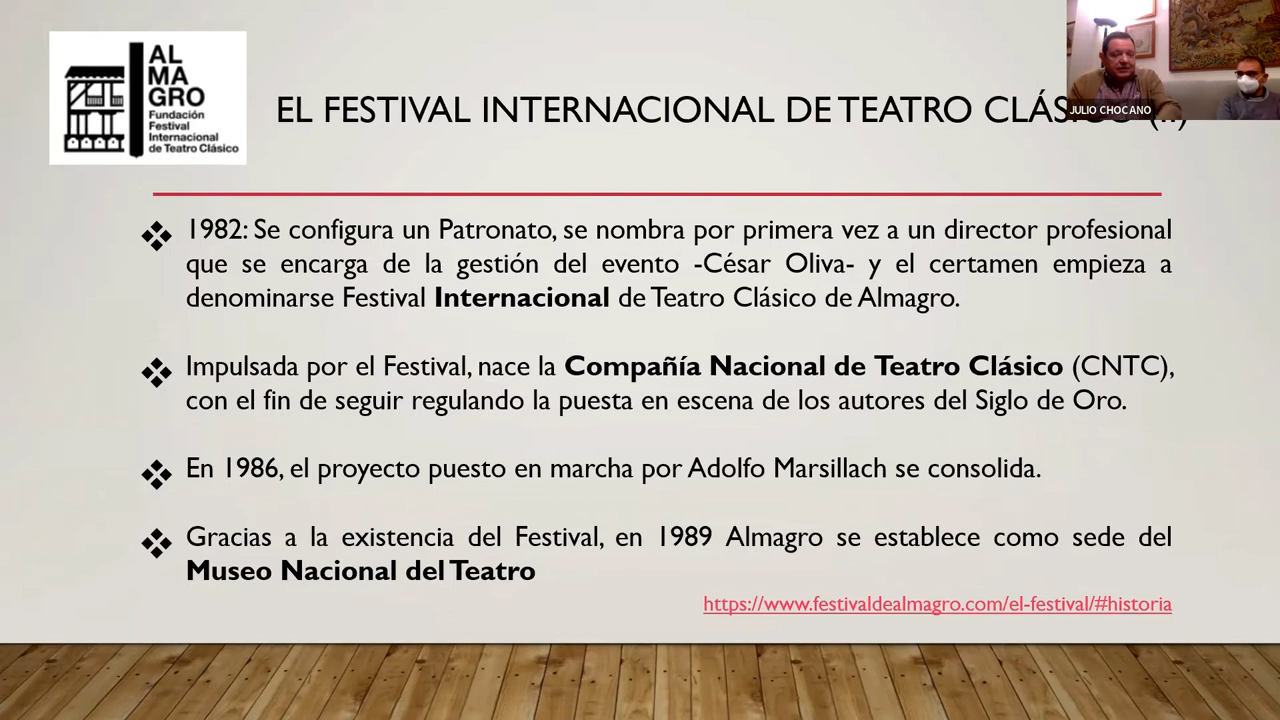 AL
MA
GRO
Fundación
Festival
Internacional
de Teatro Clásico
EL FESTIVAL INTERNACIONAL DE TEATRO
JULIO CHOCANO
1982: Se configura un Patronato, se nombra por primera vez a un director profesional
que se encarga de la gestión del evento -César Oliva- y el certamen empieza a
denominarse Festival Internacional de Teatro Clásico de Almagro.
Impulsada por el Festival, nace la Compañía Nacional de Teatro Clásico (CNTC),
con el fin de seguir regulando la puesta en escena de los autores del Siglo de Oro.
En 1986, el proyecto puesto en marcha por Adolfo Marsillach se consolida.
Gracias a la existencia del Festival, en 1989 Almagro se establece como sede del
Museo Nacional del Teatro
https://www.festivaldealmagro.com/el-festival/#historia